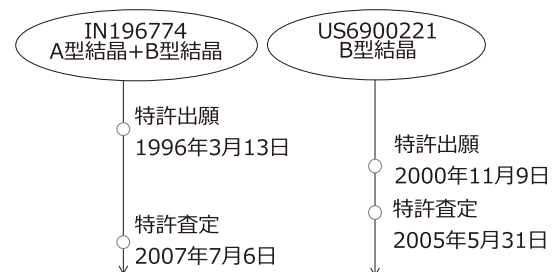 IN196774
A型結晶+B型結晶
特許出願
1996年3月13日
特許査定
2007年7月6日
US6900221
B型結晶
特許出願
2000年11月9日
特許査定
2005年5月31日